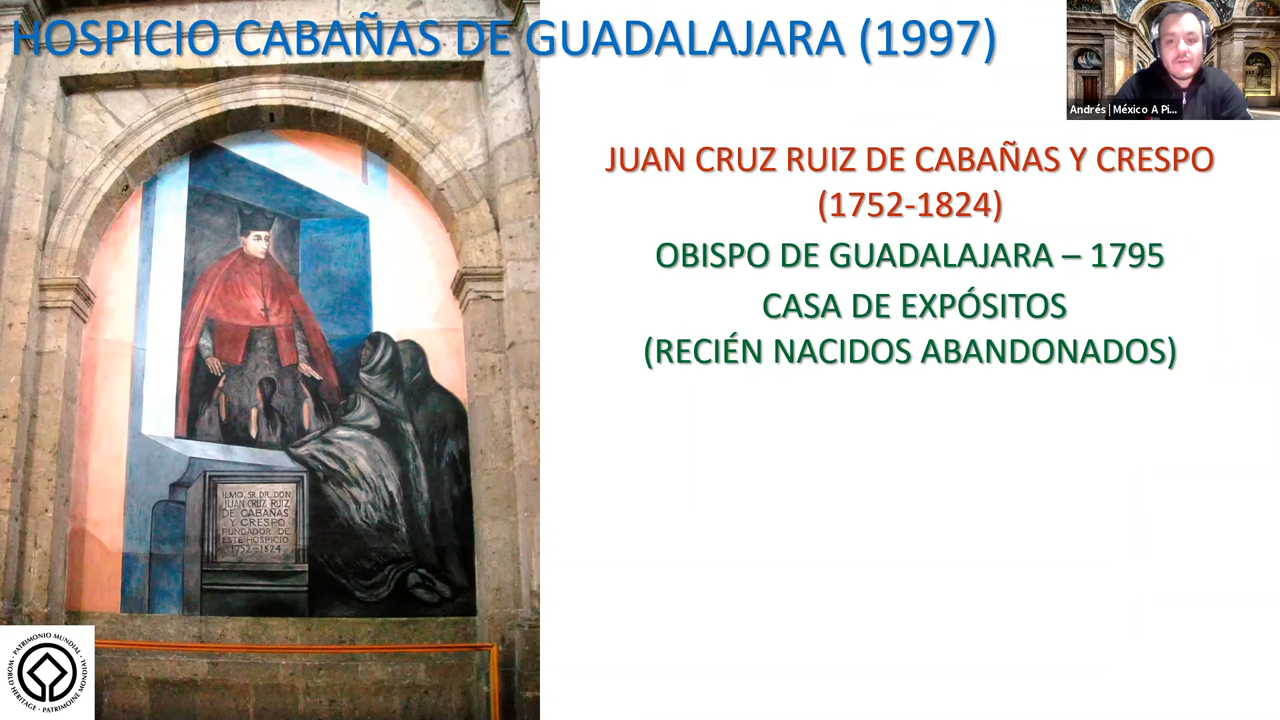 HOSPICIO CABAÑAS DE GUADALAJARA (1997)
Andrés | México A Pi...
JUAN CRUZ RUIZ DE CABAÑAS Y CRESPO
(1752-1824)
OBISPO DE GUADALAJARA – 1795
CASA DE EXPÓSITOS
(RECIÉN NACIDOS ABANDONADOS)
ILMO. SR. DR. DON
JUAN CRUZ RUIZ
DE CABAÑAS
Y CRESPO
FUNDADOR DE
ESTE HOSPICIO
1752-1824
PATRIMONIO MUNDIAL
WORLD HERITAGE
PATRIMOINE MONDIAL